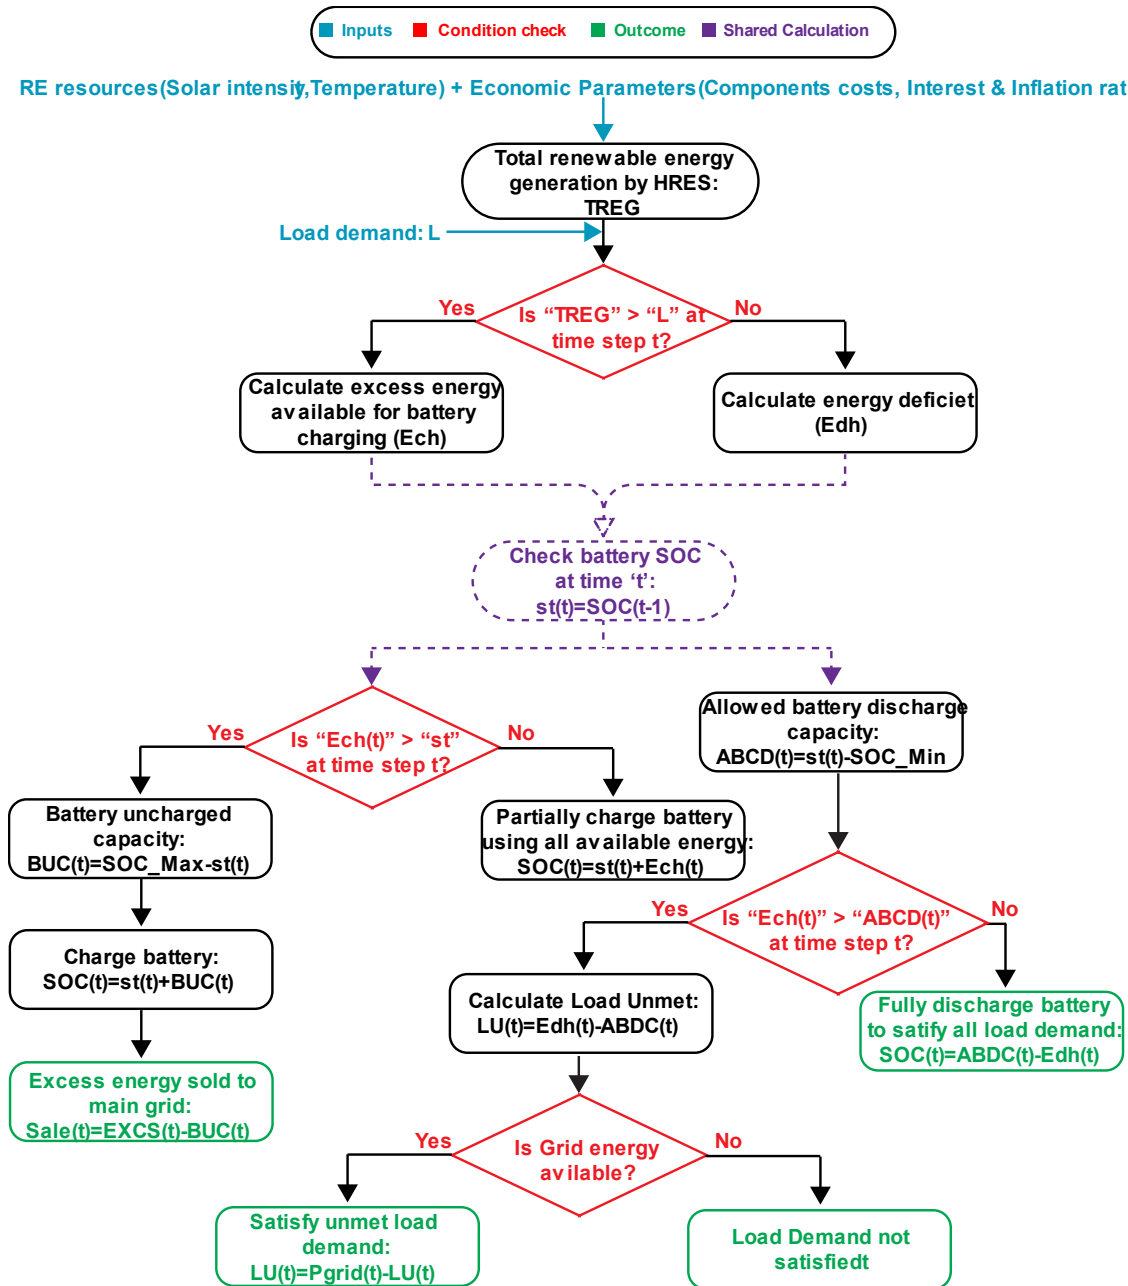 Inputs
Condition check
Outcome
Shared Calculation
RE resources(Solar intensity,Temperature) + Economic Parameters(Components costs, Interest & Inflation rat
Total renewable energy
generation by HRES:
TREG
Load demand: L
Is “TREG” > “L” at
time step t?
Yes
No
Calculate excess energy
available for battery
charging (Ech)
Calculate energy deficiet
(Edh)
Check battery SOC
at time ‘t’:
st(t)=SOC(t-1)
Is “Ech(t)” > “st”
at time step t?
Yes
No
Allowed battery discharge
capacity:
ABCD(t)=st(t)-SOC_Min
Battery uncharged
capacity:
BUC(t)=SOC_Max-st(t)
Partially charge battery
using all available energy:
SOC(t)=st(t)+Ech(t)
Is “Ech(t)” > “ABCD(t)”
at time step t?
Yes
No
Charge battery:
SOC(t)=st(t)+BUC(t)
Calculate Load Unmet:
LU(t)=Edh(t)-ABDC(t)
Fully discharge battery
to satify all load demand:
SOC(t)=ABDC(t)-Edh(t)
Excess energy sold to
main grid:
Sale(t)=EXCS(t)-BUC(t)
Is Grid energy
avilable?
Yes
No
Satisfy unmet load
demand:
LU(t)=Pgrid(t)-LU(t)
Load Demand not
satisfiedt